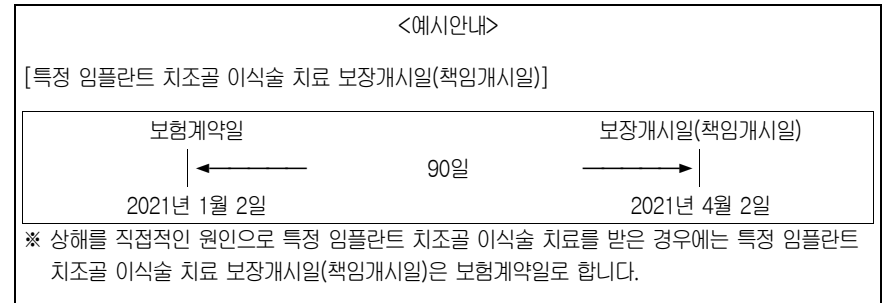 <예시안내>
[특정 임플란트 치조골 이식술 치료 보장개시일(책임개시일)]
보험계약일 보장개시일(책임개시일)
90일
2021년 1월 2일 2021년 4월 2일
※ 상해를 직접적인 원인으로 특정 임플란트 치조골 이식술 치료를 받은 경우에는 특정 임플란트
치조골 이식술 치료 보장개시일(책임개시일)은 보험계약일로 합니다.